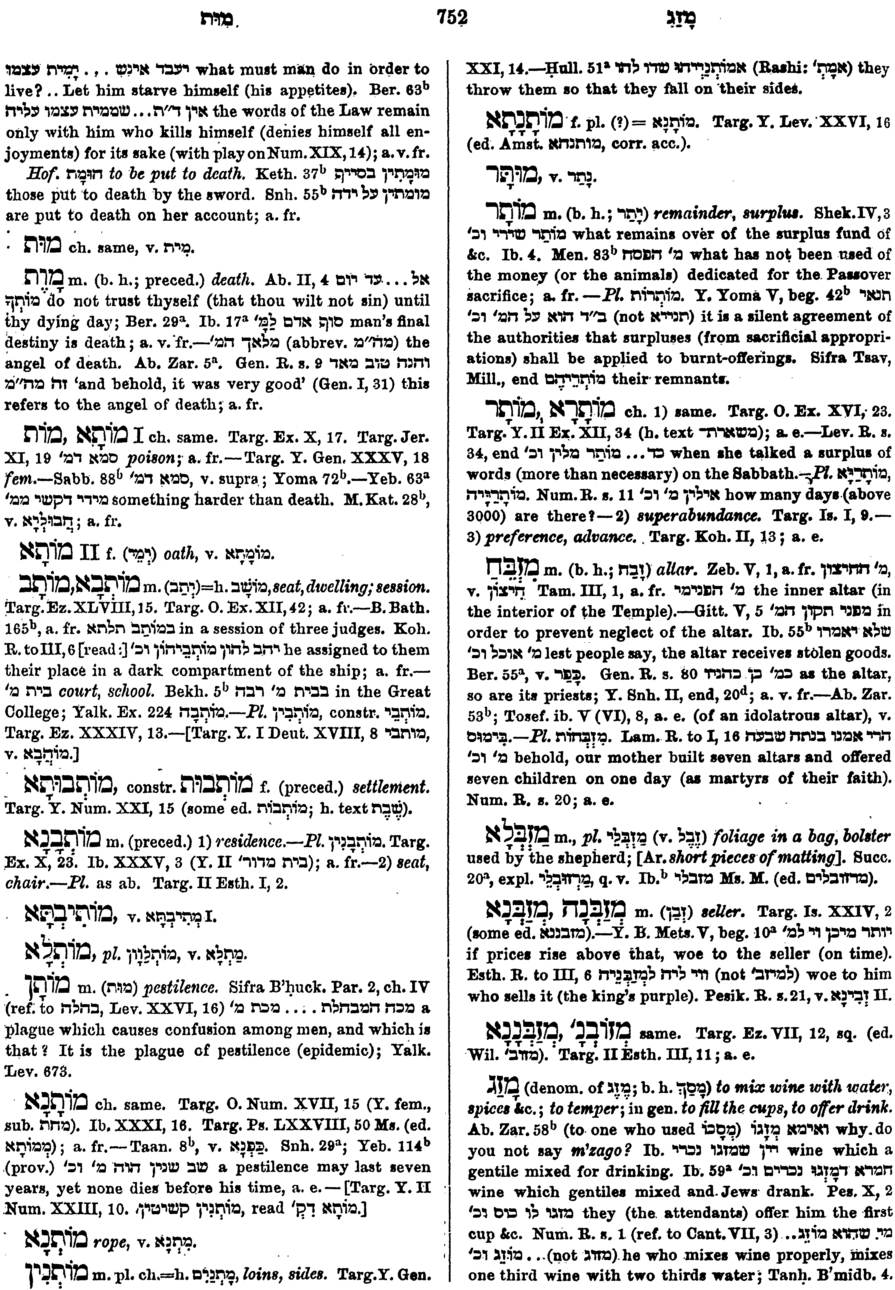 מוּת 752 מָזַג
יעבד אינש ... יָמִית עצמו what must man do in order to
live? .. Let him starve himself (his appetites). Ber. 63ᵇ
אין ד״ת...שממית עצמו עליה the words of the Law remain
only with him who kills himself (denies himself all en-
joyments) for its sake (with play on Num. XIX, 14); a. v. fr.
Hof. הוּמַת to be put to death. Keth. 37ᵇ מוּמָתִין בסייף
those put to death by the sword. Snh. 55ᵇ מומתין על ידה
are put to death on her account; a. fr.
מוּת ch. same, v. מִית.
מָוֶת m. (b. h.; preced.) death. Ab. II, 4 אל...עד יום
מוֹתְךָ do not trust thyself (that thou wilt not sin) until
thy dying day; Ber. 29ᵃ. Ib. 17ᵃ סוף אדם לַמָּ׳ man's final
destiny is death; a. v. fr.—מלאך המ׳ (abbrev. מה״מ) the
angel of death. Ab. Zar. 5ᵃ. Gen. R. s. 9 והנה טוב מאד
זה מה״מ 'and behold, it was very good' (Gen. I, 31) this
refers to the angel of death; a. fr.
מוֹתָא, מוֹת I ch. same. Targ. Ex. X, 17. Targ. Jer.
XI, 19 סמא דמ׳ poison; a. fr.—Targ. Y. Gen. XXXV, 18
fem.—Sabb. 88ᵇ סמא דמ׳, v. supra; Yoma 72ᵇ.—Yeb. 63ᵃ
מידי דקשי ממ׳ something harder than death. M. Kat. 28ᵇ,
v. חֲבוּלְיָא; a. fr.
מוֹתָא II f. (יְמֵי) oath, v. מוֹמָתָא.
מוֹתְבָא, מוֹתַב m. (יְתַב)=h. מוֹשָׁב, seat, dwelling; session.
Targ. Ez. XLVIII, 15. Targ. O. Ex. XII, 42; a. fr.—B. Bath.
165ᵇ, a. fr. במוֹתַב תלתא in a session of three judges. Koh.
R. to III, 6 [read:] יהב להון מוֹתְבֵיהוֹן וכ׳ he assigned to them
their place in a dark compartment of the ship; a. fr.—
בית מ׳ court, school. Bekh. 5ᵇ בבית מ׳ רבה in the Great
College; Yalk. Ex. 224 מוֹתְבָה.—Pl. מוֹתְבִין, constr. מוֹתְבֵי.
Targ. Ez. XXXIV, 13.—[Targ. Y. I Deut. XVIII, 8 מותבי,
v. מוֹהֲבָא.]
מוֹתְבוּתָא, constr. מוֹתְבוּת f. (preced.) settlement.
Targ. Y. Num. XXI, 15 (some ed. מוֹתְבוֹת; h. text שֶׁבֶת).
מוֹתְבָנָא m. (preced.) 1) residence.—Pl. מוֹתְבָנִין. Targ.
Ex. X, 23. Ib. XXXV, 3 (Y. II בית מדורי׳); a. fr.—2) seat,
chair.—Pl. as ab. Targ. II Esth. I, 2.
מוֹתִיבְתָּא, v. מְתִיבְתָּא I.
מוֹתְלָא, pl. מוֹתְלְוָון, v. מַתְלָא.
מוֹתָן m. (מוּת) pestilence. Sifra B'ḥuck. Par. 2, ch. IV
(ref. to בהלה, Lev. XXVI, 16) מכה המבהלת .... מכת מ׳ a
plague which causes confusion among men, and which is
that? It is the plague of pestilence (epidemic); Yalk.
Lev. 673.
מוֹתָנָא ch. same. Targ. O. Num. XVII, 15 (Y. fem.,
sub. מחת). Ib. XXXI, 16. Targ. Ps. LXXVIII, 50 Ms. (ed.
מְמוֹתָא); a. fr.—Taan. 8ᵇ, v. כַּפְנָא. Snh. 29ᵃ; Yeb. 114ᵇ
(prov.) שב שנין הוה מ׳ וכ׳ a pestilence may last seven
years, yet none dies before his time, a. e.—[Targ. Y. II
Num. XXIII, 10. מוֹתָנִין קשיטין, read מוֹתָא דְק׳.]
מוֹתְנָא rope, v. מִתְנָא.
מוֹתְנִין m. pl. ch.=h. מָתְנַיִם, loins, sides. Targ. Y. Gen.
XXI, 14.—Ḥull. 51ᵃ אמוֹתְנַיְיהוּ שדו להו (Rashi: אַמָּתְ׳) they
throw them so that they fall on their sides.
מוֹתָנָתָא f. pl. (?)= מוֹתָנָא. Targ. Y. Lev. XXVI, 16
(ed. Amst. מותנהא, corr. acc.).
מוּתָּר, v. נָתַר.
מוֹתָר m. (b. h.; יָתַר) remainder, surplus. Shek. IV, 3
מוֹתַר שירי וכ׳ what remains over of the surplus fund of
&c. Ib. 4. Men. 83ᵇ מ׳ הפסח what has not been used of
the money (or the animals) dedicated for the Passover
sacrifice; a. fr.—Pl. מוֹתָרוֹת. Y. Yoma V, beg. 42ᵇ תנאי
ב״ד הוא על המ׳ וכ׳ (not תנייא) it is a silent agreement of
the authorities that surpluses (from sacrificial appropri-
ations) shall be applied to burnt-offerings. Sifra Tsav,
Mill., end מוֹתְרֵיהֶם their remnants.
מוֹתְרָא, מוֹתַר ch. 1) same. Targ. O. Ex. XVI, 23.
Targ. Y. II Ex. XII, 34 (h. text משארת—); a. e.—Lev. R. s.
34, end כד... מוֹתַר מלין וכ׳ when she talked a surplus of
words (more than necessary) on the Sabbath.—Pl. מוֹתְרַיָּא,
מוֹתְרַיָּיה. Num. R. s. 11 אילין מ׳ וכ׳ how many days (above
3000) are there?—2) superabundance. Targ. Is. I, 9.—
3) preference, advance. Targ. Koh. II, 13; a. e.
מִזְבֵּחַ m. (b. h.; זָבַח) altar. Zeb. V, 1, a. fr. מ׳ החיצון,
v. חִיצוֹן. Tam. III, 1, a. fr. מ׳ הפנימי the inner altar (in
the interior of the Temple).—Gitt. V, 5 מפני תקון המ׳ in
order to prevent neglect of the altar. Ib. 55ᵇ שלא יאמרו
מ׳ אוכל וכ׳ lest people say, the altar receives stolen goods.
Ber. 55ᵃ, v. כָּפַר. Gen. R. s. 80 כמ׳ כן כהניו as the altar,
so are its priests; Y. Snh. II, end, 20ᵈ; a. v. fr.—Ab. Zar.
53ᵇ; Tosef. ib. V (VI), 8, a. e. (of an idolatrous altar), v.
בִּימוּס.—Pl. מִזְבְּחוֹת. Lam. R. to I, 16 הרי אמנו בנתה שבעה
מ׳ וכ׳ behold, our mother built seven altars and offered
seven children on one day (as martyrs of their faith).
Num. R. s. 20; a. e.
מִזְבְּלָא m., pl. מִזְבְּלֵי (v. זֶבֶל) foliage in a bag, bolster
used by the shepherd; [Ar. short pieces of matting]. Succ.
20ᵃ, expl. מַרְזוּבְלֵי, q. v. Ib.ᵇ מזבלי Ms. M. (ed. מרזובלים).
מְזַבְּנָא, מְזַבְּנָה m. (זְבַן) seller. Targ. Is. XXIV, 2
(some ed. מזבננא).—Y. B. Mets. V, beg. 10ᵃ יותר מיכן וי למ׳
if prices rise above that, woe to the seller (on time).
Esth. R. to III, 6 ווי ליה למְזַבְּנֵיהּ (not למיזב׳) woe to him
who sells it (the king's purple). Pesik. R. s. 21, v. זְבִינָא II.
מְזַבְּנָנָא, מְזוֹבְנָ׳ same. Targ. Ez. VII, 12, sq. (ed.
Wil. מזב׳). Targ. II Esth. III, 11; a. e.
מָזַג (denom. of מֶזֶג; b. h. מָסַךְ) to mix wine with water,
spices &c.; to temper; in gen. to fill the cups, to offer drink.
Ab. Zar. 58ᵇ (to one who used מָסְכוּ) ואימא מָזְגוּ why do
you not say m'zago? Ib. יין שמזגו נכרי wine which a
gentile mixed for drinking. Ib. 59ᵃ חמרא דמָזְגוּ נכרים וכ׳
wine which gentiles mixed and Jews drank. Pes. X, 2
מזגו לו כוס וכ׳ they (the attendants) offer him the first
cup &c. Num. R. s. 1 (ref. to Cant. VII, 3) מי שהוא מוֹזֵג...
מוֹזֵג וכ׳... (not מזוג) he who mixes wine properly, mixes
one third wine with two thirds water; Tanḥ. B'midb. 4.